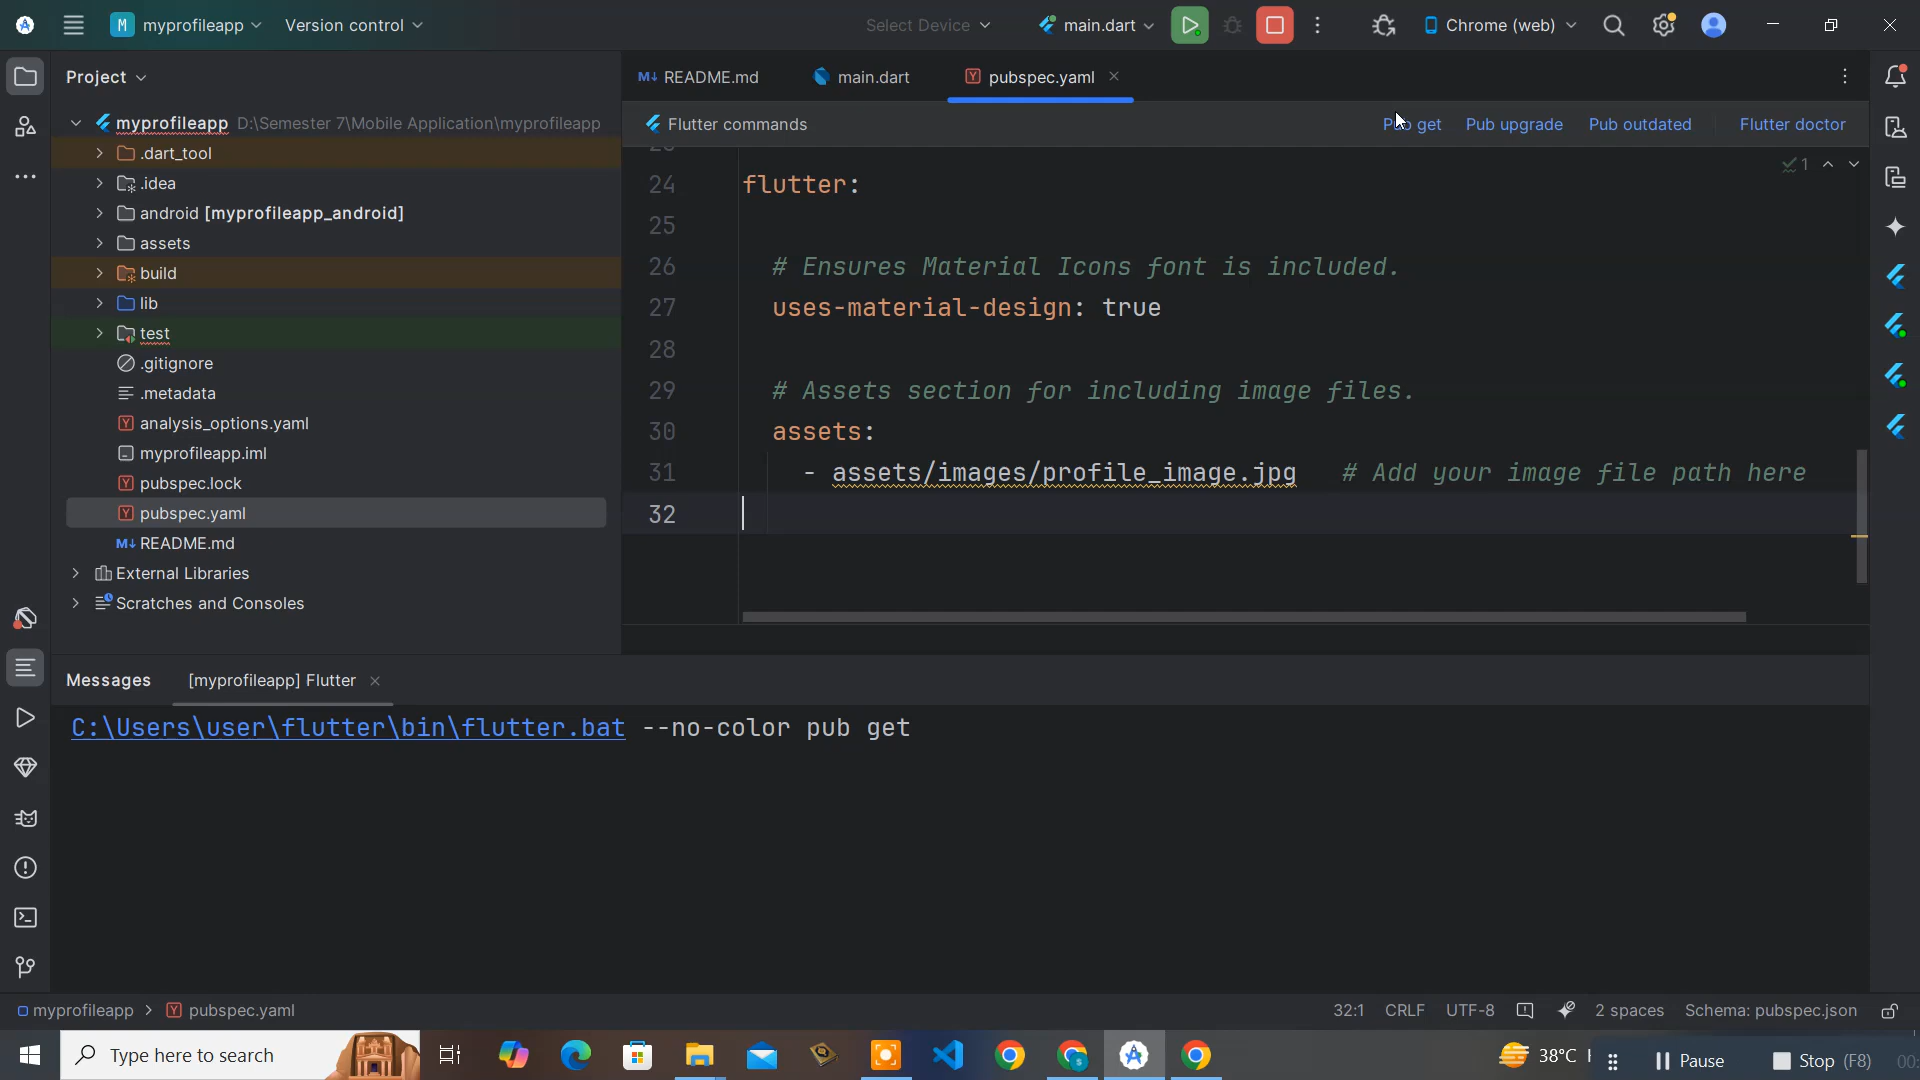 M myprofileapp Version control Select Device main.dart Chrome (web)
Project
README.md main.dart pubspec.yaml
Flutter commands Pub get Pub upgrade Pub outdated Flutter doctor
myprofileapp D:\Semester 7\Mobile Application\myprofileapp
.dart_tool
.idea
android [myprofileapp_android]
assets
build
lib
test
.gitignore
.metadata
analysis_options.yaml
myprofileapp.iml
pubspec.lock
pubspec.yaml
README.md
External Libraries
Scratches and Consoles
1
24 flutter:
25
26 # Ensures Material Icons font is included.
27 uses-material-design: true
28
29 # Assets section for including image files.
30 assets:
31 - assets/images/profile_image.jpg # Add your image file path here
32
Messages [myprofileapp] Flutter
C:\Users\user\flutter\bin\flutter.bat --no-color pub get
myprofileapp pubspec.yaml 32:1 CRLF UTF-8 2 spaces Schema: pubspec.json
Type here to search 38°C Pause Stop (F8)